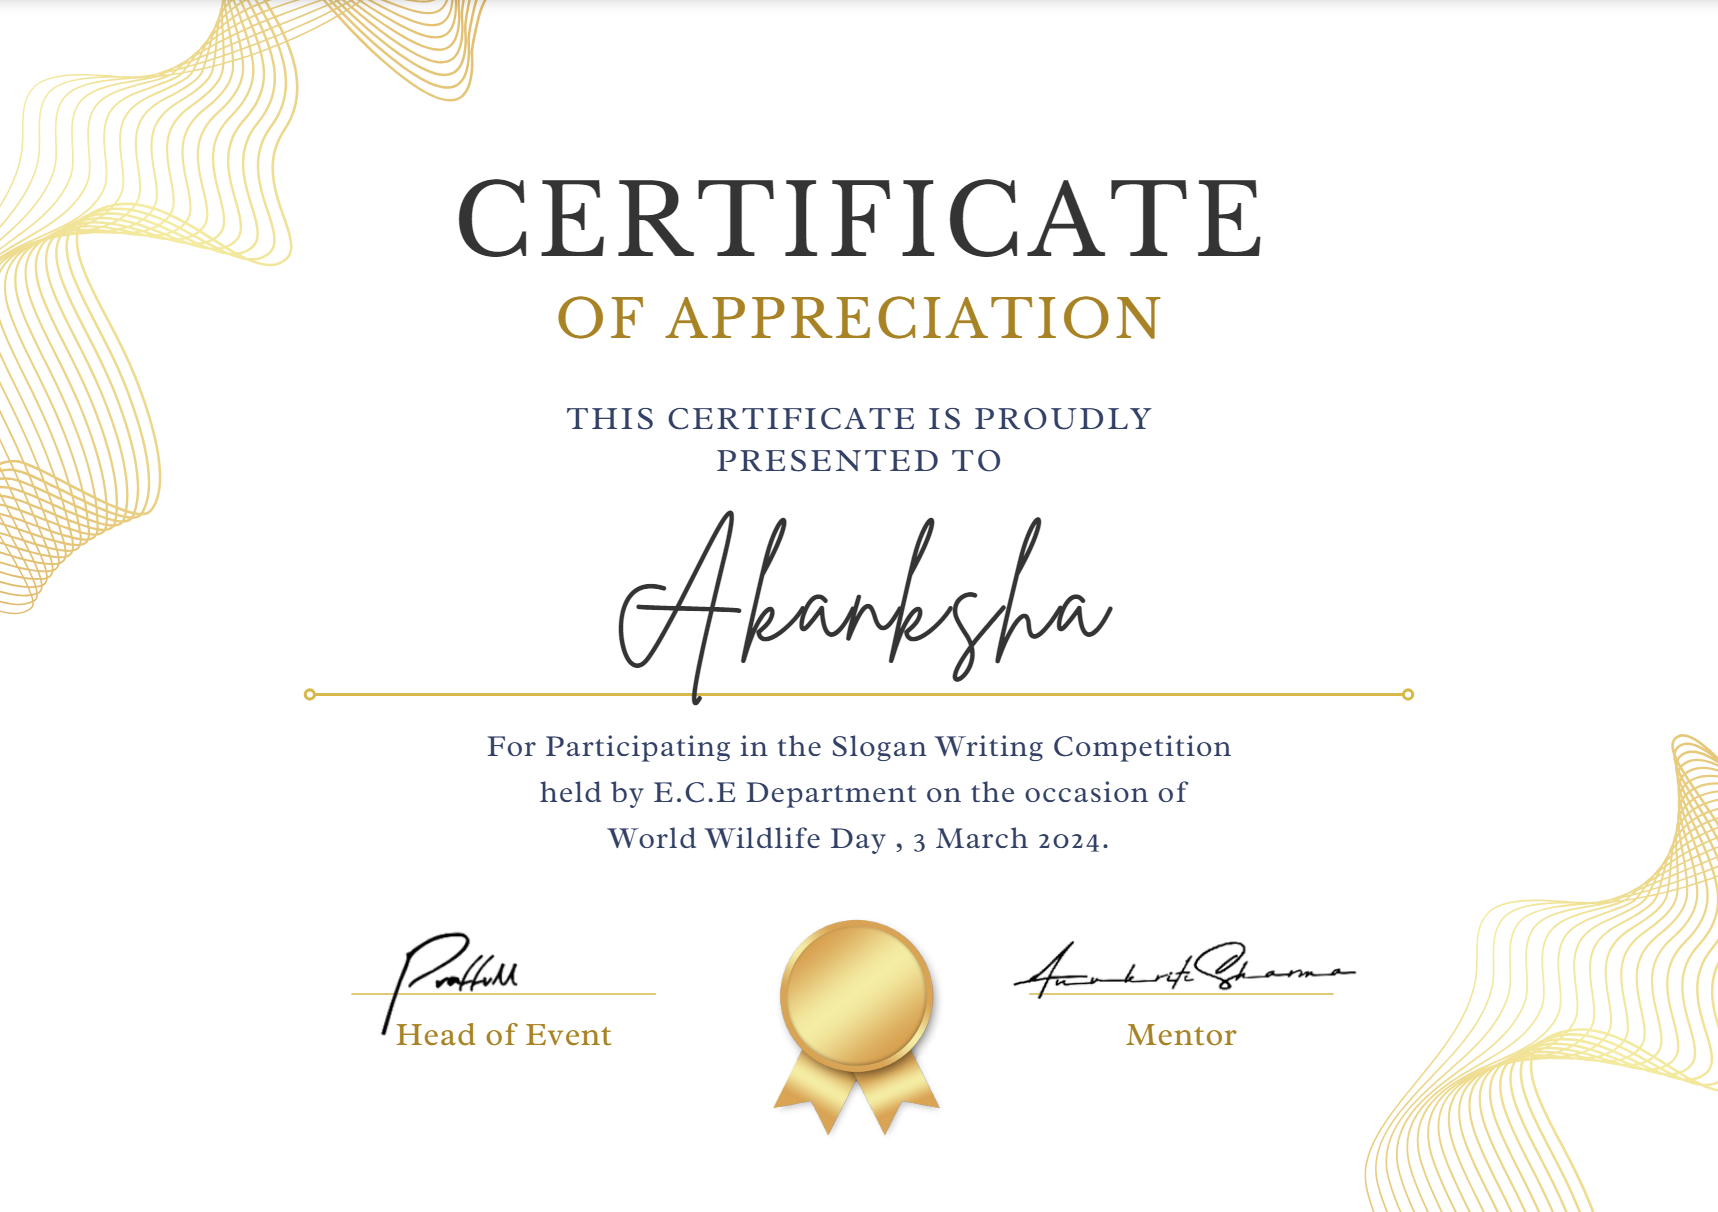 CERTIFICATE
OF APPRECIATION
THIS CERTIFICATE IS PROUDLY
PRESENTED TO
Akanksha
For Participating in the Slogan Writing Competition
held by E.C.E Department on the occasion of
World Wildlife Day , 3 March 2024.
Prafful
Anukriti Sharma
Head of Event
Mentor